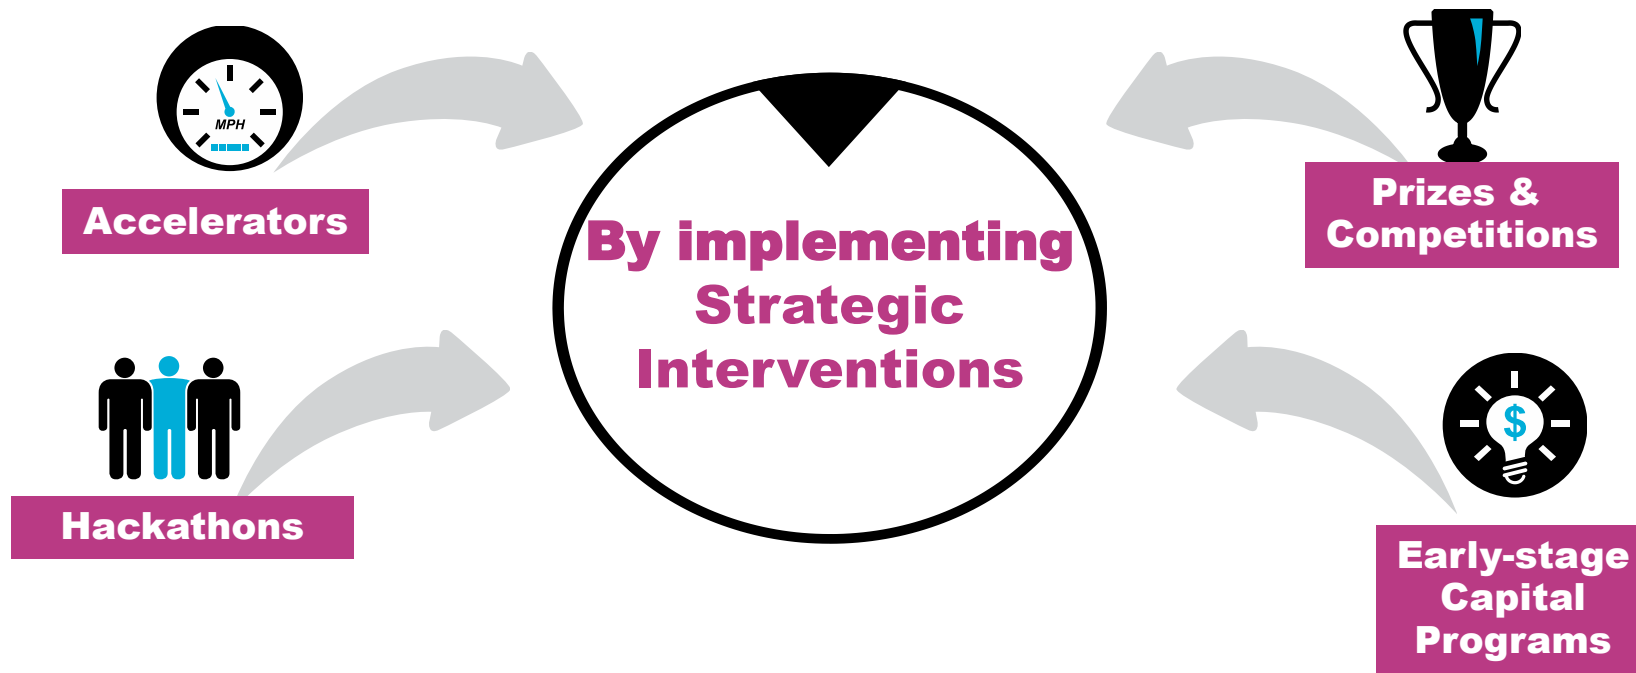 MPH
Accelerators
Hackathons
By implementing
Strategic
Interventions
Prizes &
Competitions
$
Early-stage
Capital
Programs